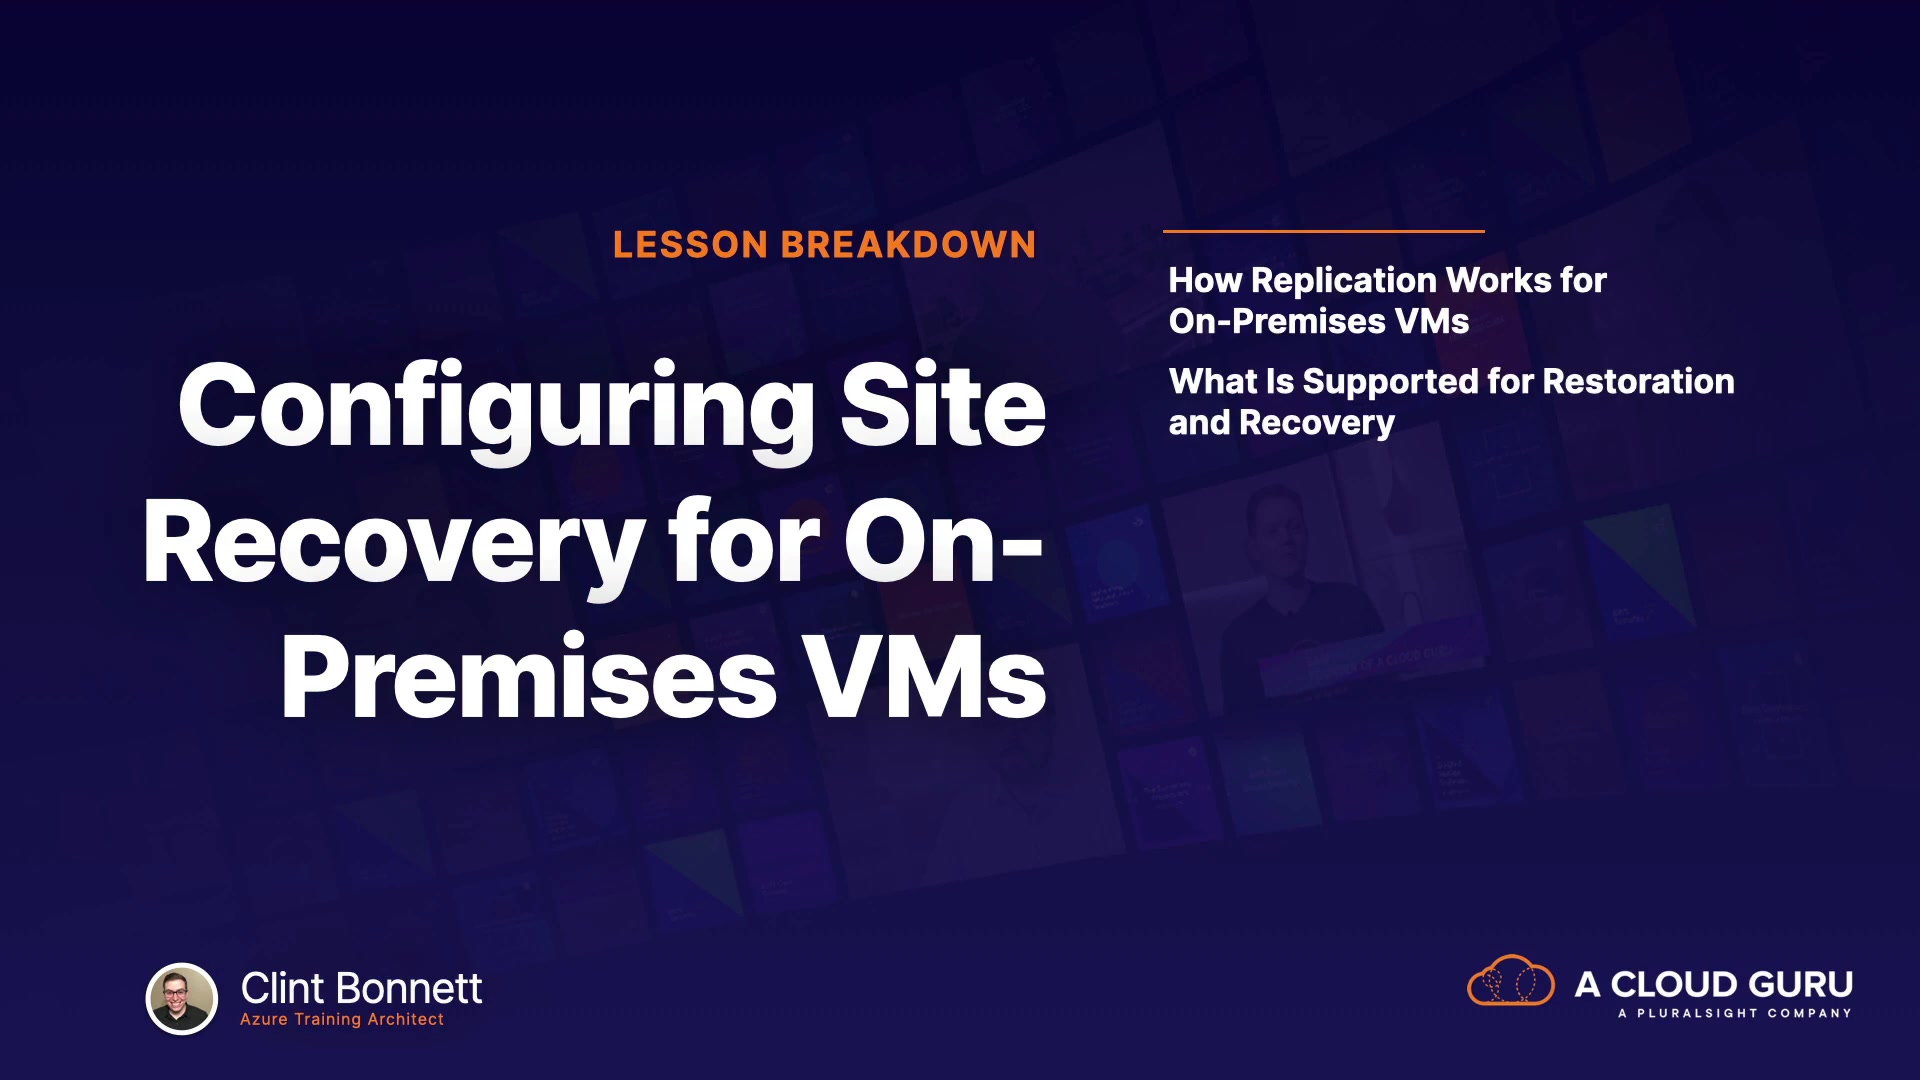 LESSON BREAKDOWN
Configuring Site
Recovery for On-
Premises VMs
How Replication Works for
On-Premises VMs
What Is Supported for Restoration
and Recovery
Clint Bonnett
Azure Training Architect
A CLOUD GURU
A PLURALSIGHT COMPANY